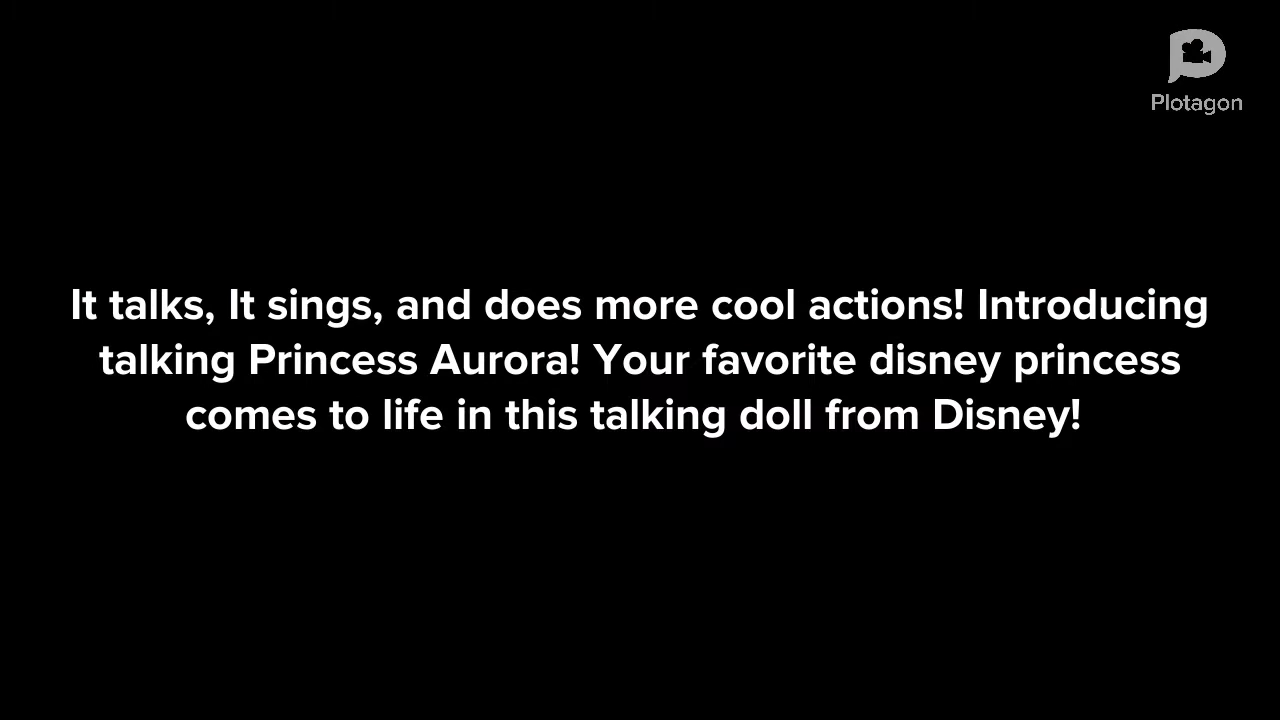 Plotagon
It talks, It sings, and does more cool actions! Introducing
talking Princess Aurora! Your favorite disney princess
comes to life in this talking doll from Disney!